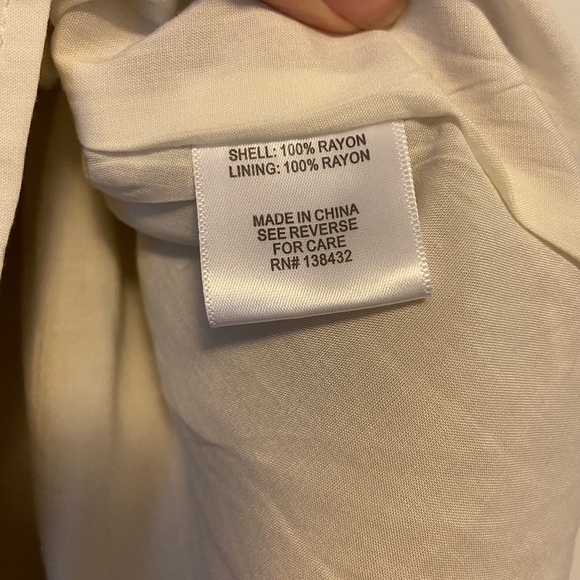 SHELL: 100% RAYON
LINING: 100% RAYON
MADE IN CHINA
SEE REVERSE
FOR CARE
RN# 138432